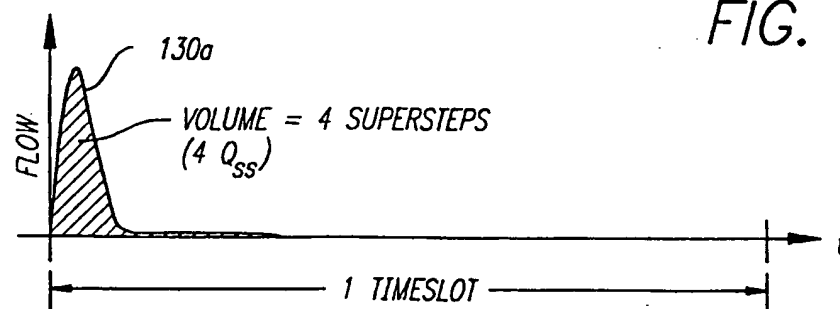 FIG.
130a
VOLUME = 4 SUPERSTEPS
(4 Qss)
FLOW
1 TIMESLOT